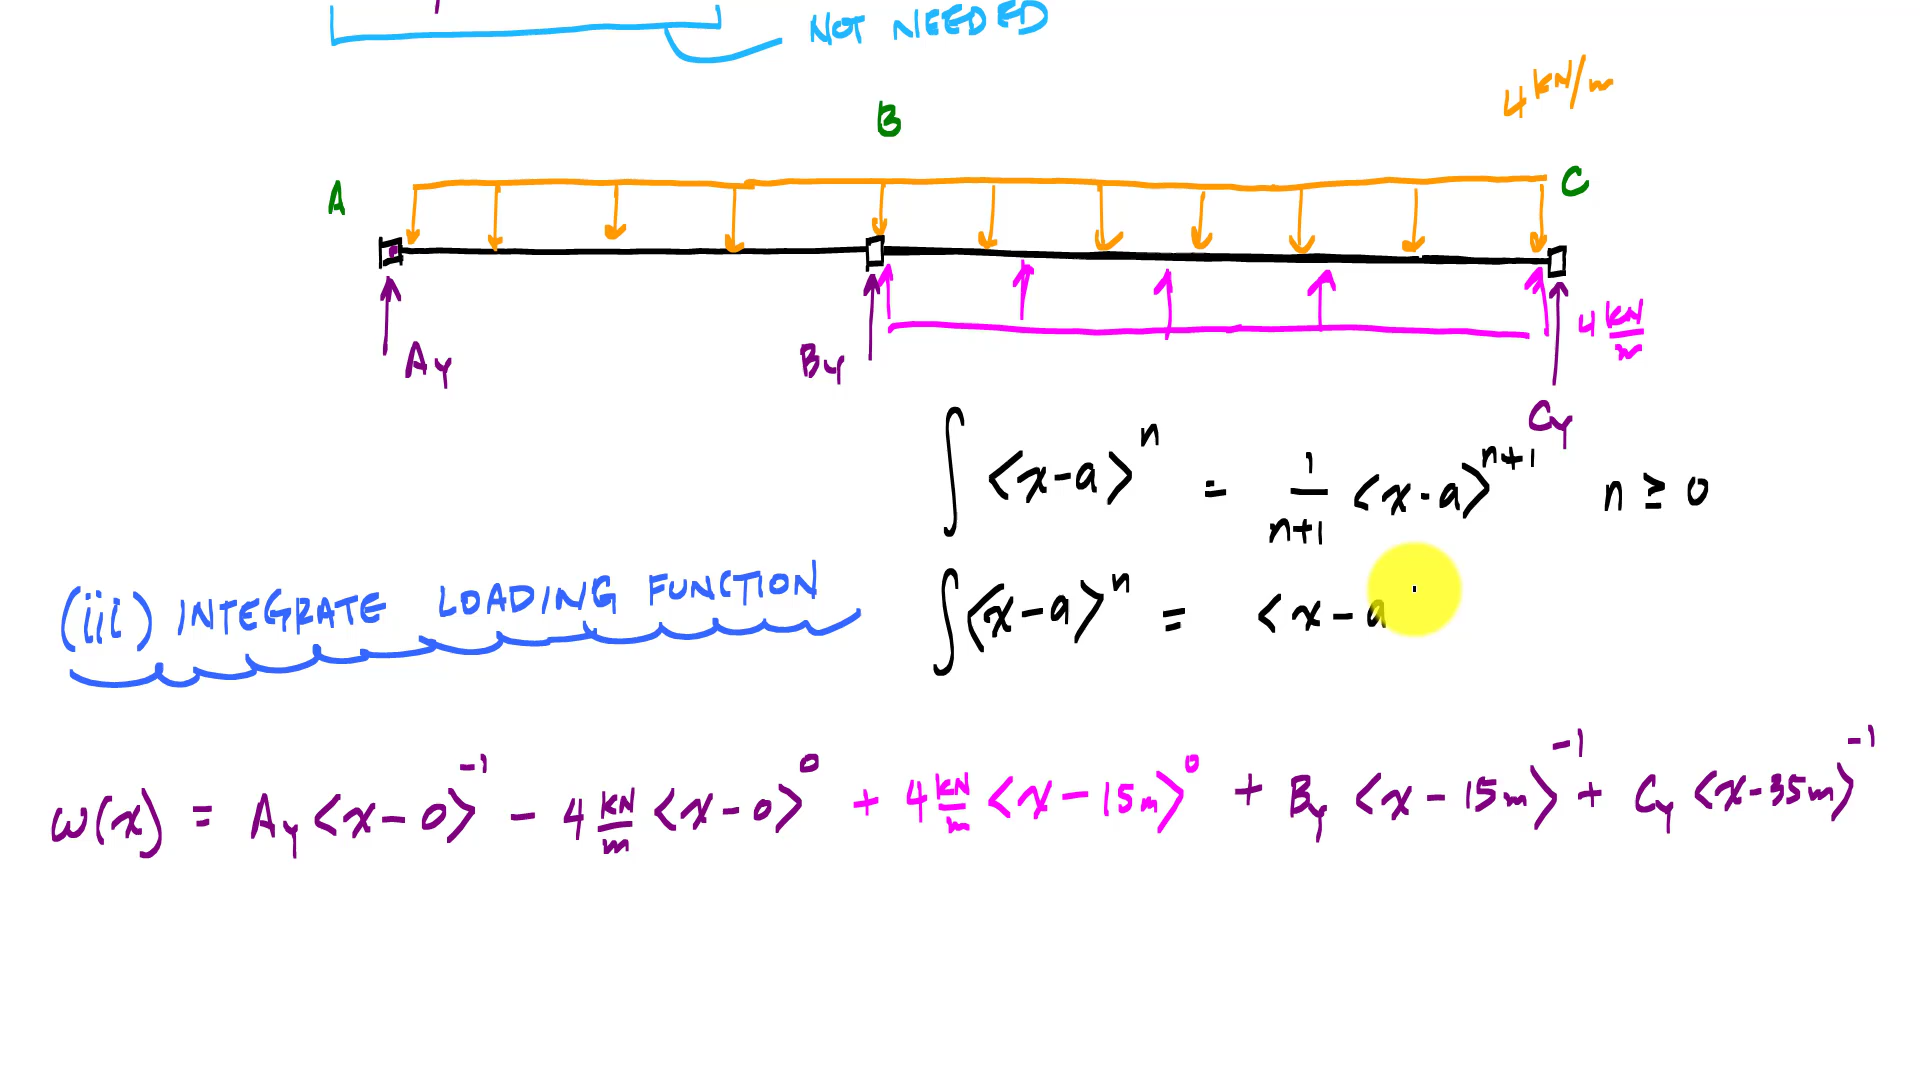 NOT NEEDED
4 kN/m
B
A
C
4 kN/m
Ay
By
Cy
∫ <x-a>^n = 1/(n+1) <x-a>^(n+1) n ≥ 0
∫ <x-a>^n = <x-a
(iii) INTEGRATE LOADING FUNCTION
w(x) = Ay <x-0>^-1 - 4 kN/m <x-0>^0 + 4 kN/m <x-15m>^0 + By <x-15m>^-1 + Cy <x-35m>^-1